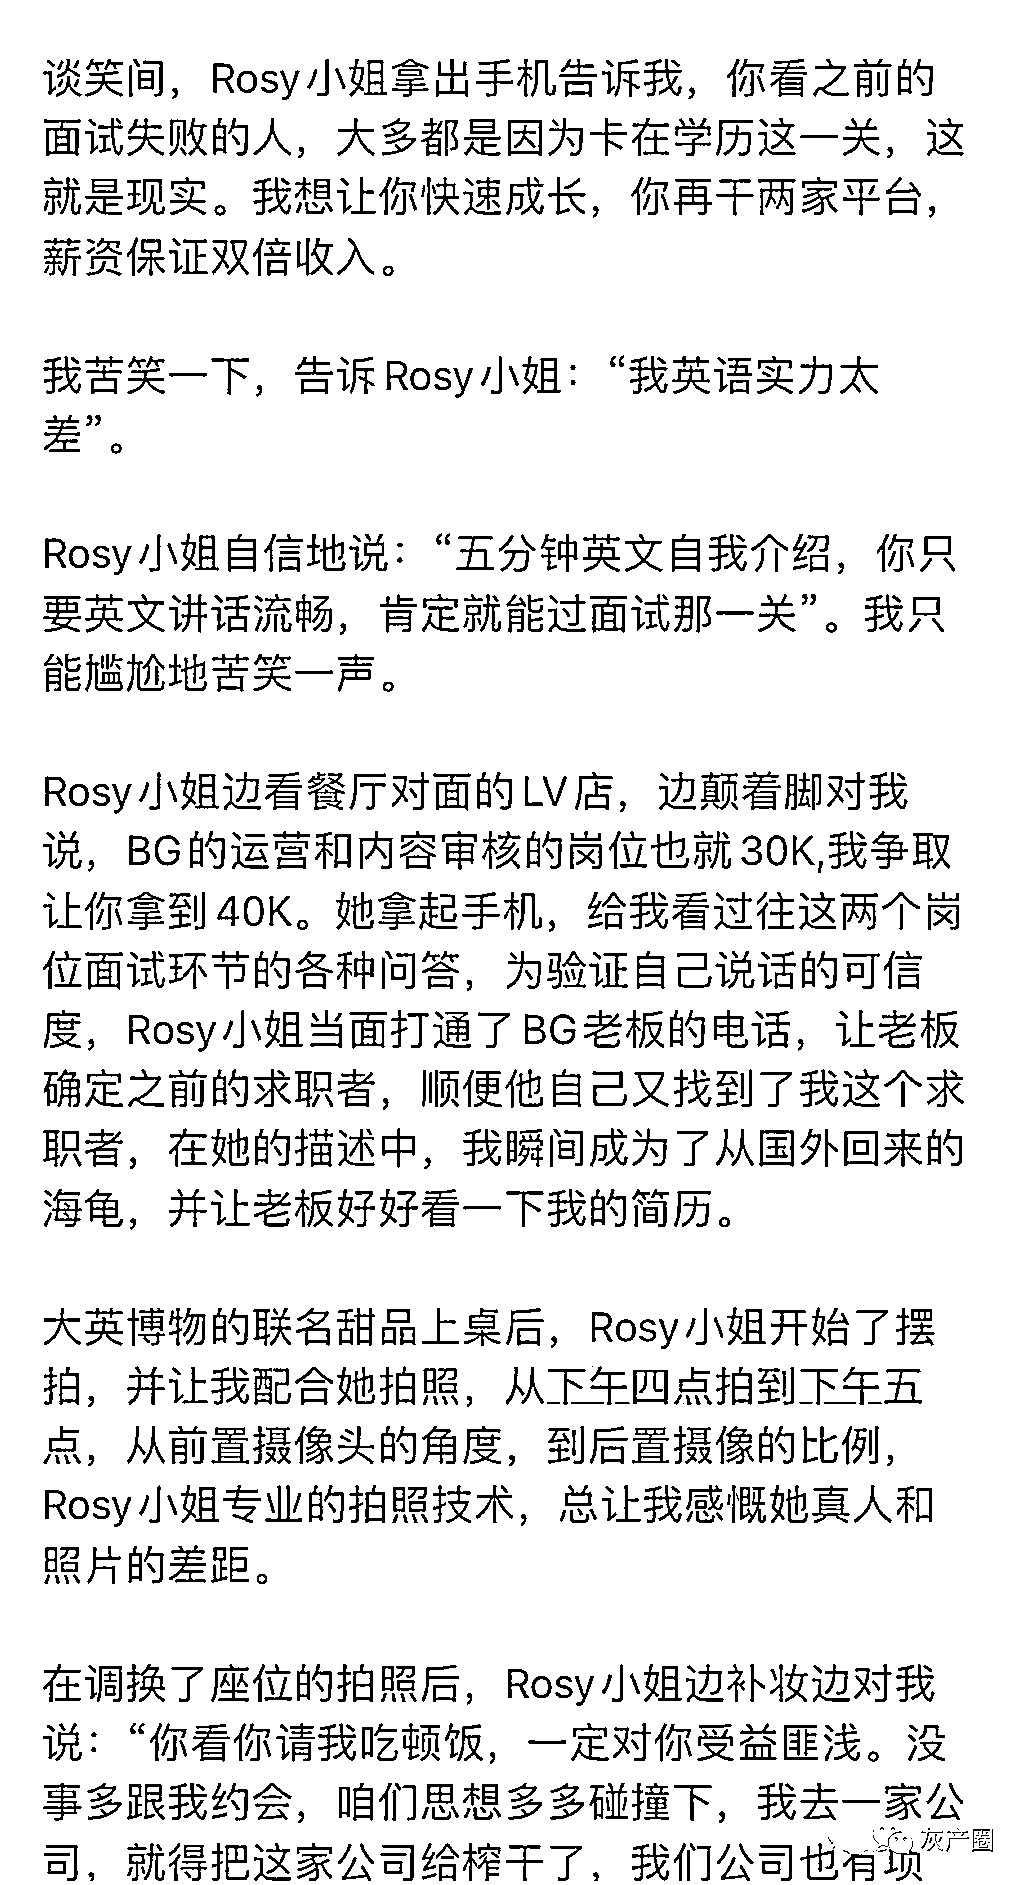 谈笑间，Rosy小姐拿出手机告诉我，你看之前的
面试失败的人，大多都是因为卡在学历这一关，这
就是现实。我想让你快速成长，你再干两家平台，
薪资保证双倍收入。
我苦笑一下，告诉Rosy小姐：“我英语实力太
差”。
Rosy小姐自信地说：“五分钟英文自我介绍，你只
要英文讲话流畅，肯定就能过面试那一关”。我只
能尴尬地苦笑一声。
Rosy小姐边看餐厅对面的LV店，边颠着脚对我
说，BG的运营和内容审核的岗位也就30K,我争取
让你拿到40K。她拿起手机，给我看过往这两个岗
位面试环节的各种问答，为验证自己说话的可信
度，Rosy小姐当面打通了BG老板的电话，让老板
确定之前的求职者，顺便他自己又找到了我这个求
职者，在她的描述中，我瞬间成为了从国外回来的
海龟，并让老板好好看一下我的简历。
大英博物的联名甜品上桌后，Rosy小姐开始了摆
拍，并让我配合她拍照，从下午四点拍到下午五
点，从前置摄像头的角度，到后置摄像的比例，
Rosy小姐专业的拍照技术，总让我感慨她真人和
照片的差距。
在调换了座位的拍照后，Rosy小姐边补妆边对我
说：“你看你请我吃顿饭，一定对你受益匪浅。没
事多跟我约会，咱们思想多多碰撞下，我去一家公
司，就得把这家公司给榨干了，我们公司也有项
灰产圈